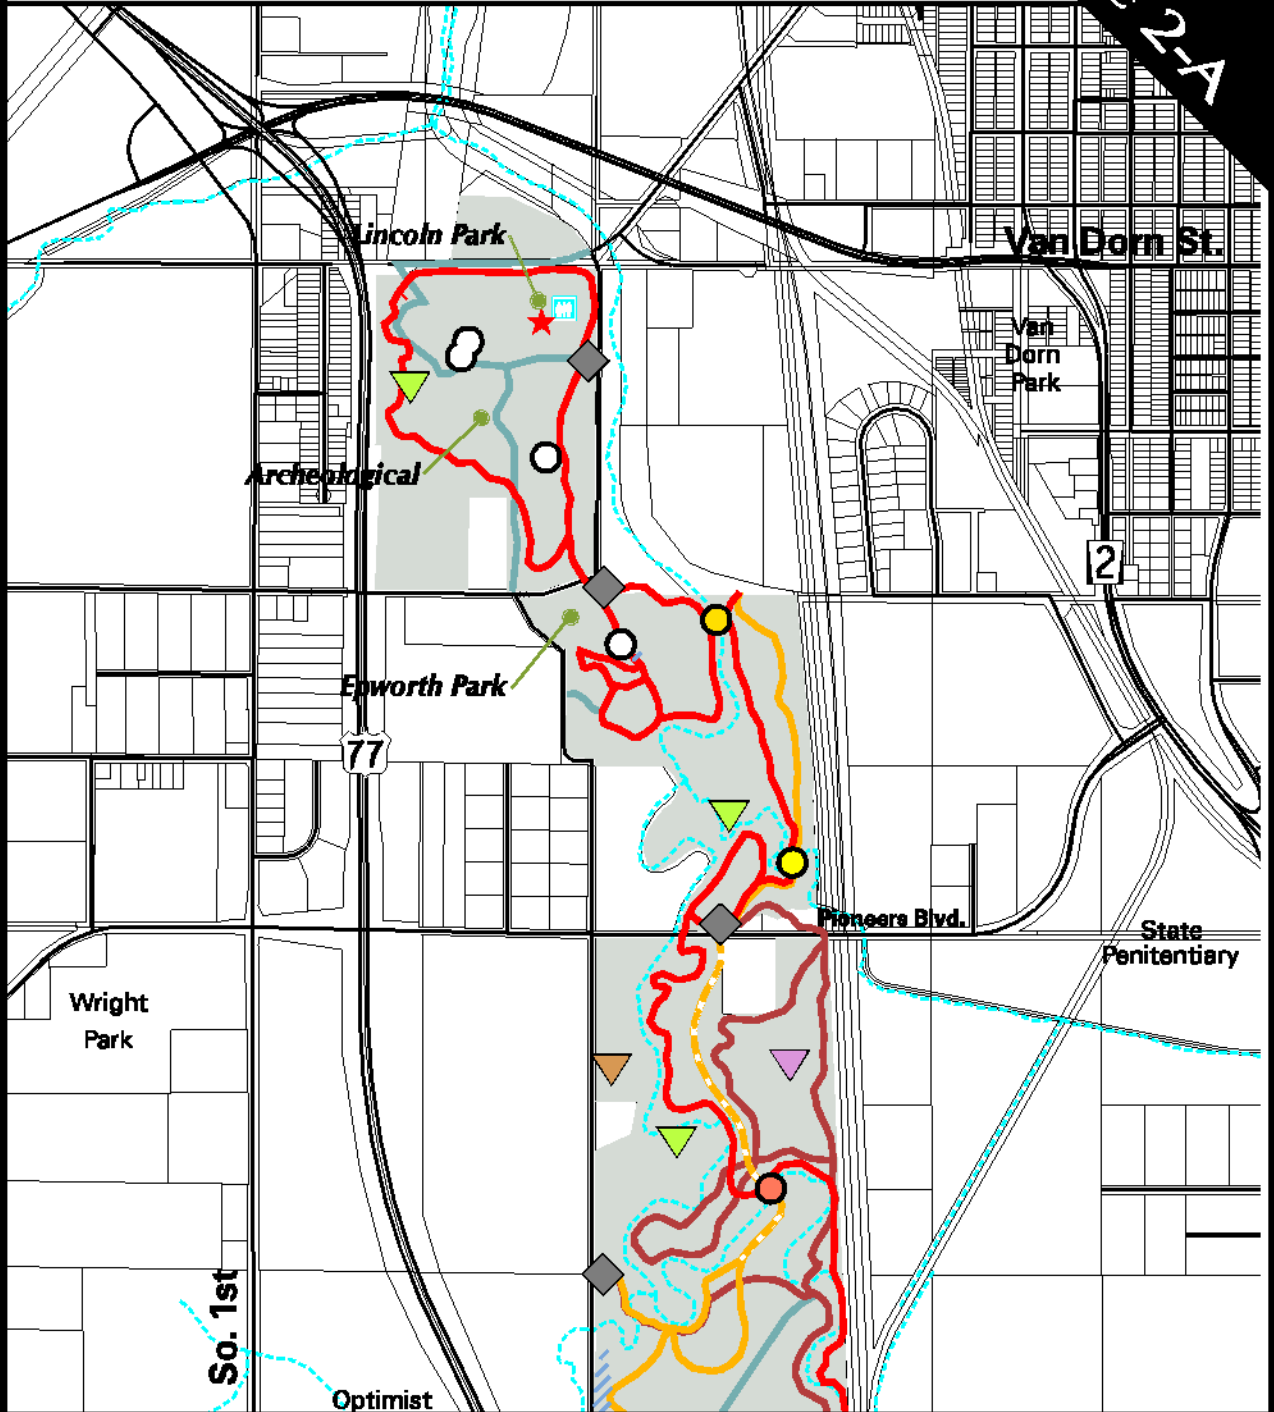 2-A
Lincoln Park
Van Dorn St.
Van
Dorn
Park
Archeological
2
Epworth Park
77
Pioneers Blvd.
State
Penitentiary
Wright
Park
So. 1st
Optimist